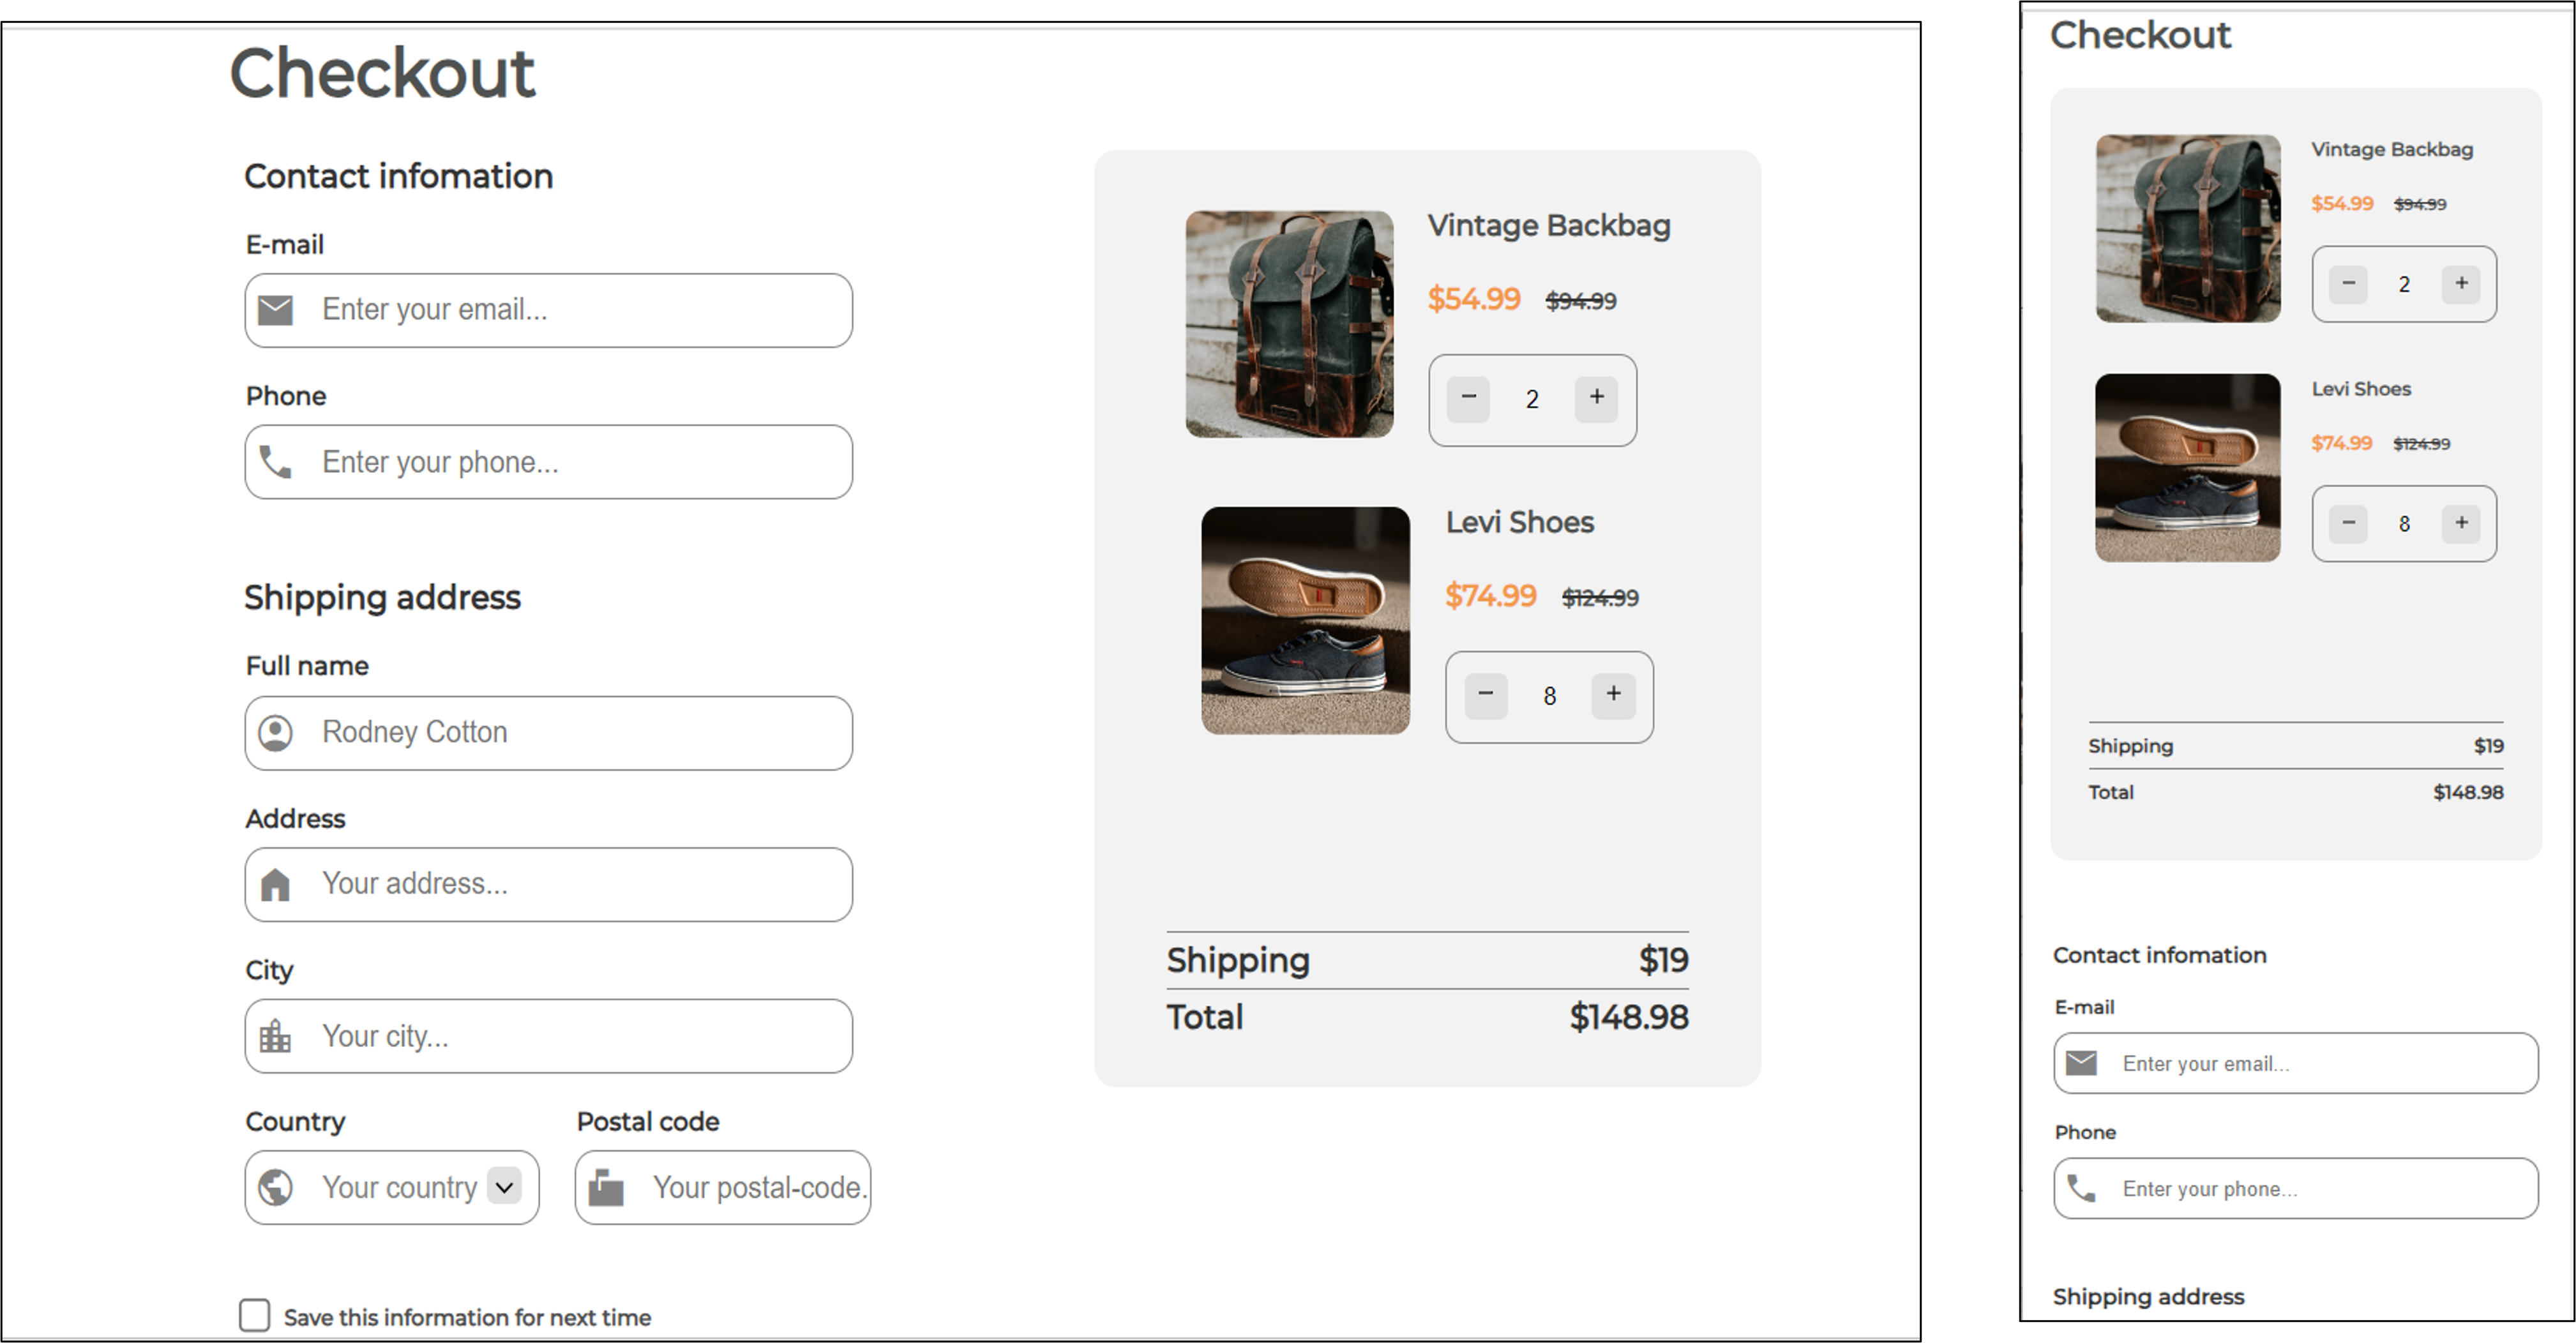 Checkout
Contact infomation
E-mail
Enter your email...
Phone
Enter your phone...
Shipping address
Full name
Rodney Cotton
Address
Your address...
City
Your city...
Country
Postal code
Your country
Your postal-code.
Save this information for next time
Vintage Backbag
$54.99 $94.99
− 2 +
Levi Shoes
$74.99 $124.99
− 8 +
Shipping $19
Total $148.98
Checkout
Vintage Backbag
$54.99 $94.99
− 2 +
Levi Shoes
$74.99 $124.99
− 8 +
Shipping $19
Total $148.98
Contact infomation
E-mail
Enter your email...
Phone
Enter your phone...
Shipping address